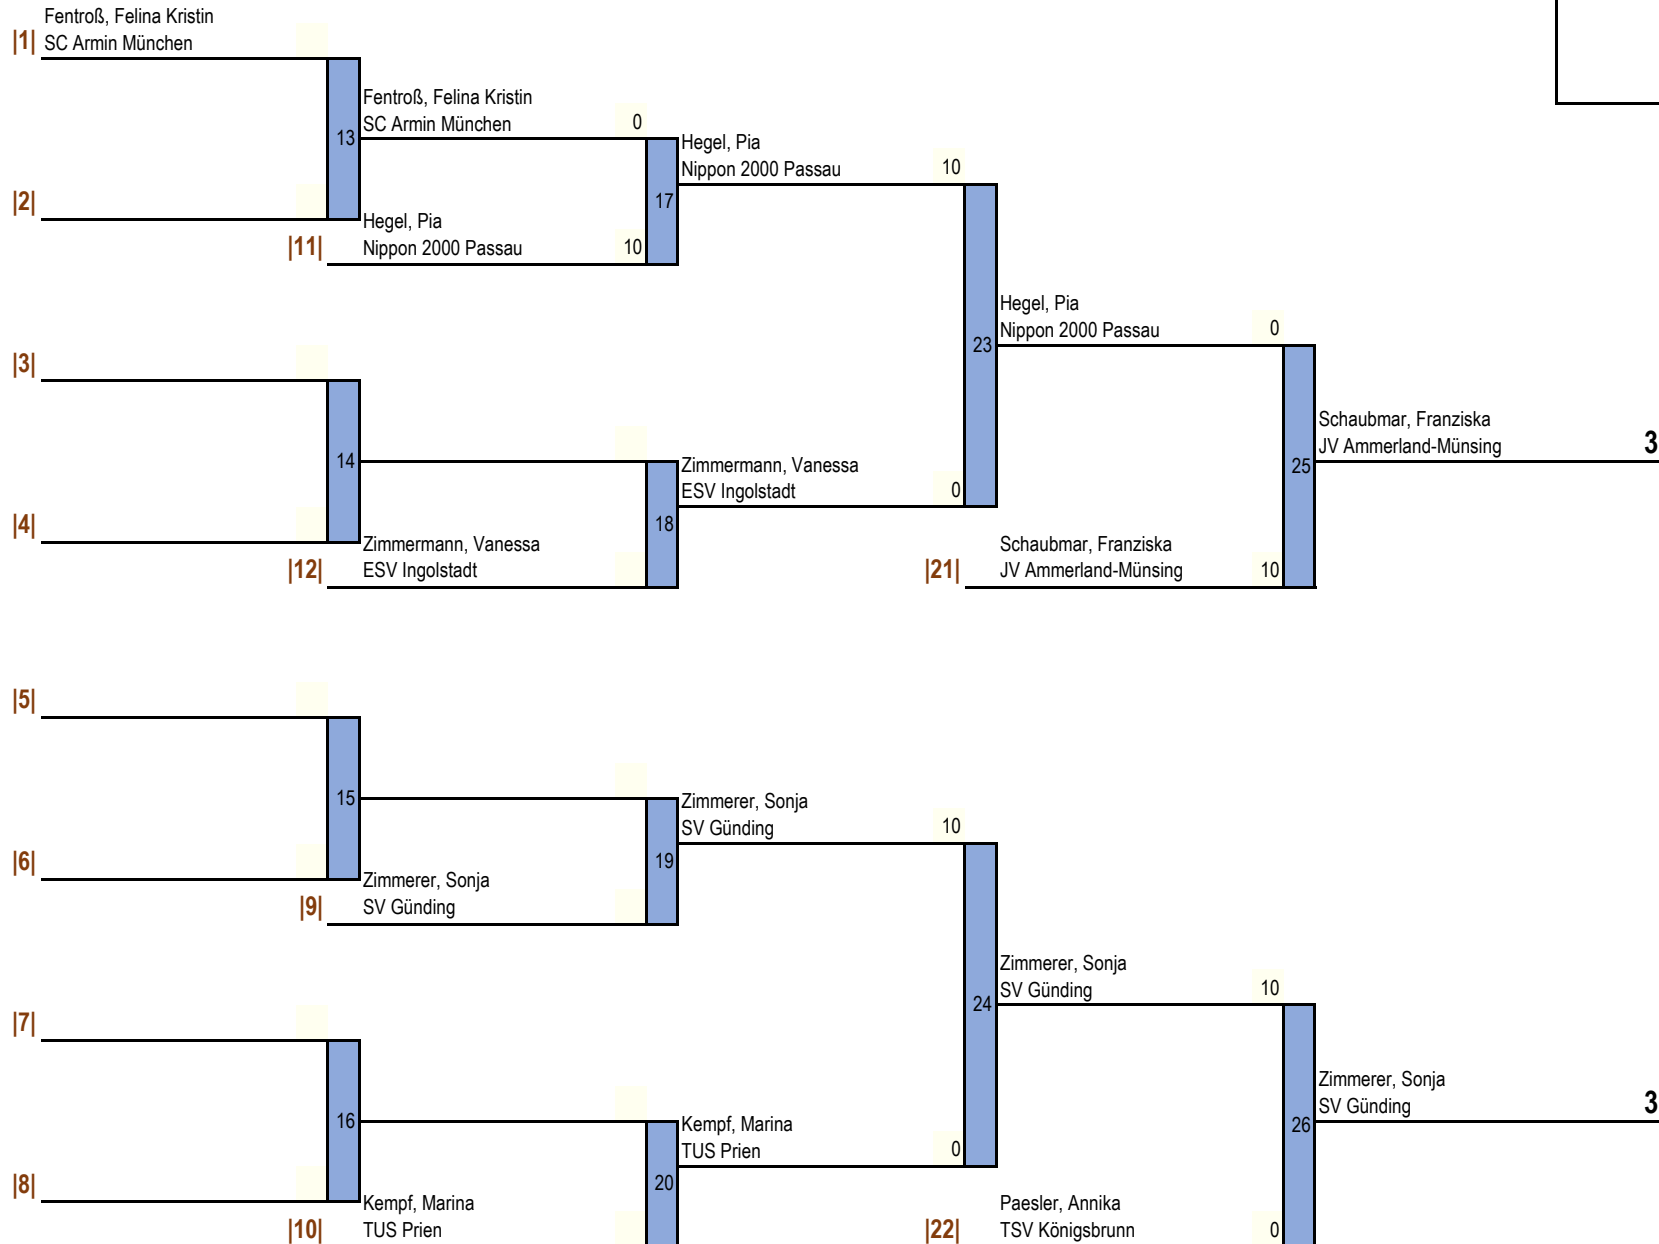 Fentroß, Felina Kristin
|1| SC Armin München
Fentroß, Felina Kristin
SC Armin München 0
13
Hegel, Pia
Nippon 2000 Passau 10
|2|
17
Hegel, Pia
|11| Nippon 2000 Passau 10
Hegel, Pia
Nippon 2000 Passau 0
23
|3|
Schaubmar, Franziska
JV Ammerland-Münsing 3
14
25
Zimmermann, Vanessa
ESV Ingolstadt 0
|4|
18
Zimmermann, Vanessa
|12| ESV Ingolstadt
Schaubmar, Franziska
|21| JV Ammerland-Münsing 10
|5|
15
Zimmerer, Sonja
SV Günding 10
|6|
19
Zimmerer, Sonja
|9| SV Günding
Zimmerer, Sonja
SV Günding 10
24
|7|
Zimmerer, Sonja
SV Günding 3
16
26
Kempf, Marina
TUS Prien 0
|8|
20
Kempf, Marina
|10| TUS Prien
Paesler, Annika
|22| TSV Königsbrunn 0